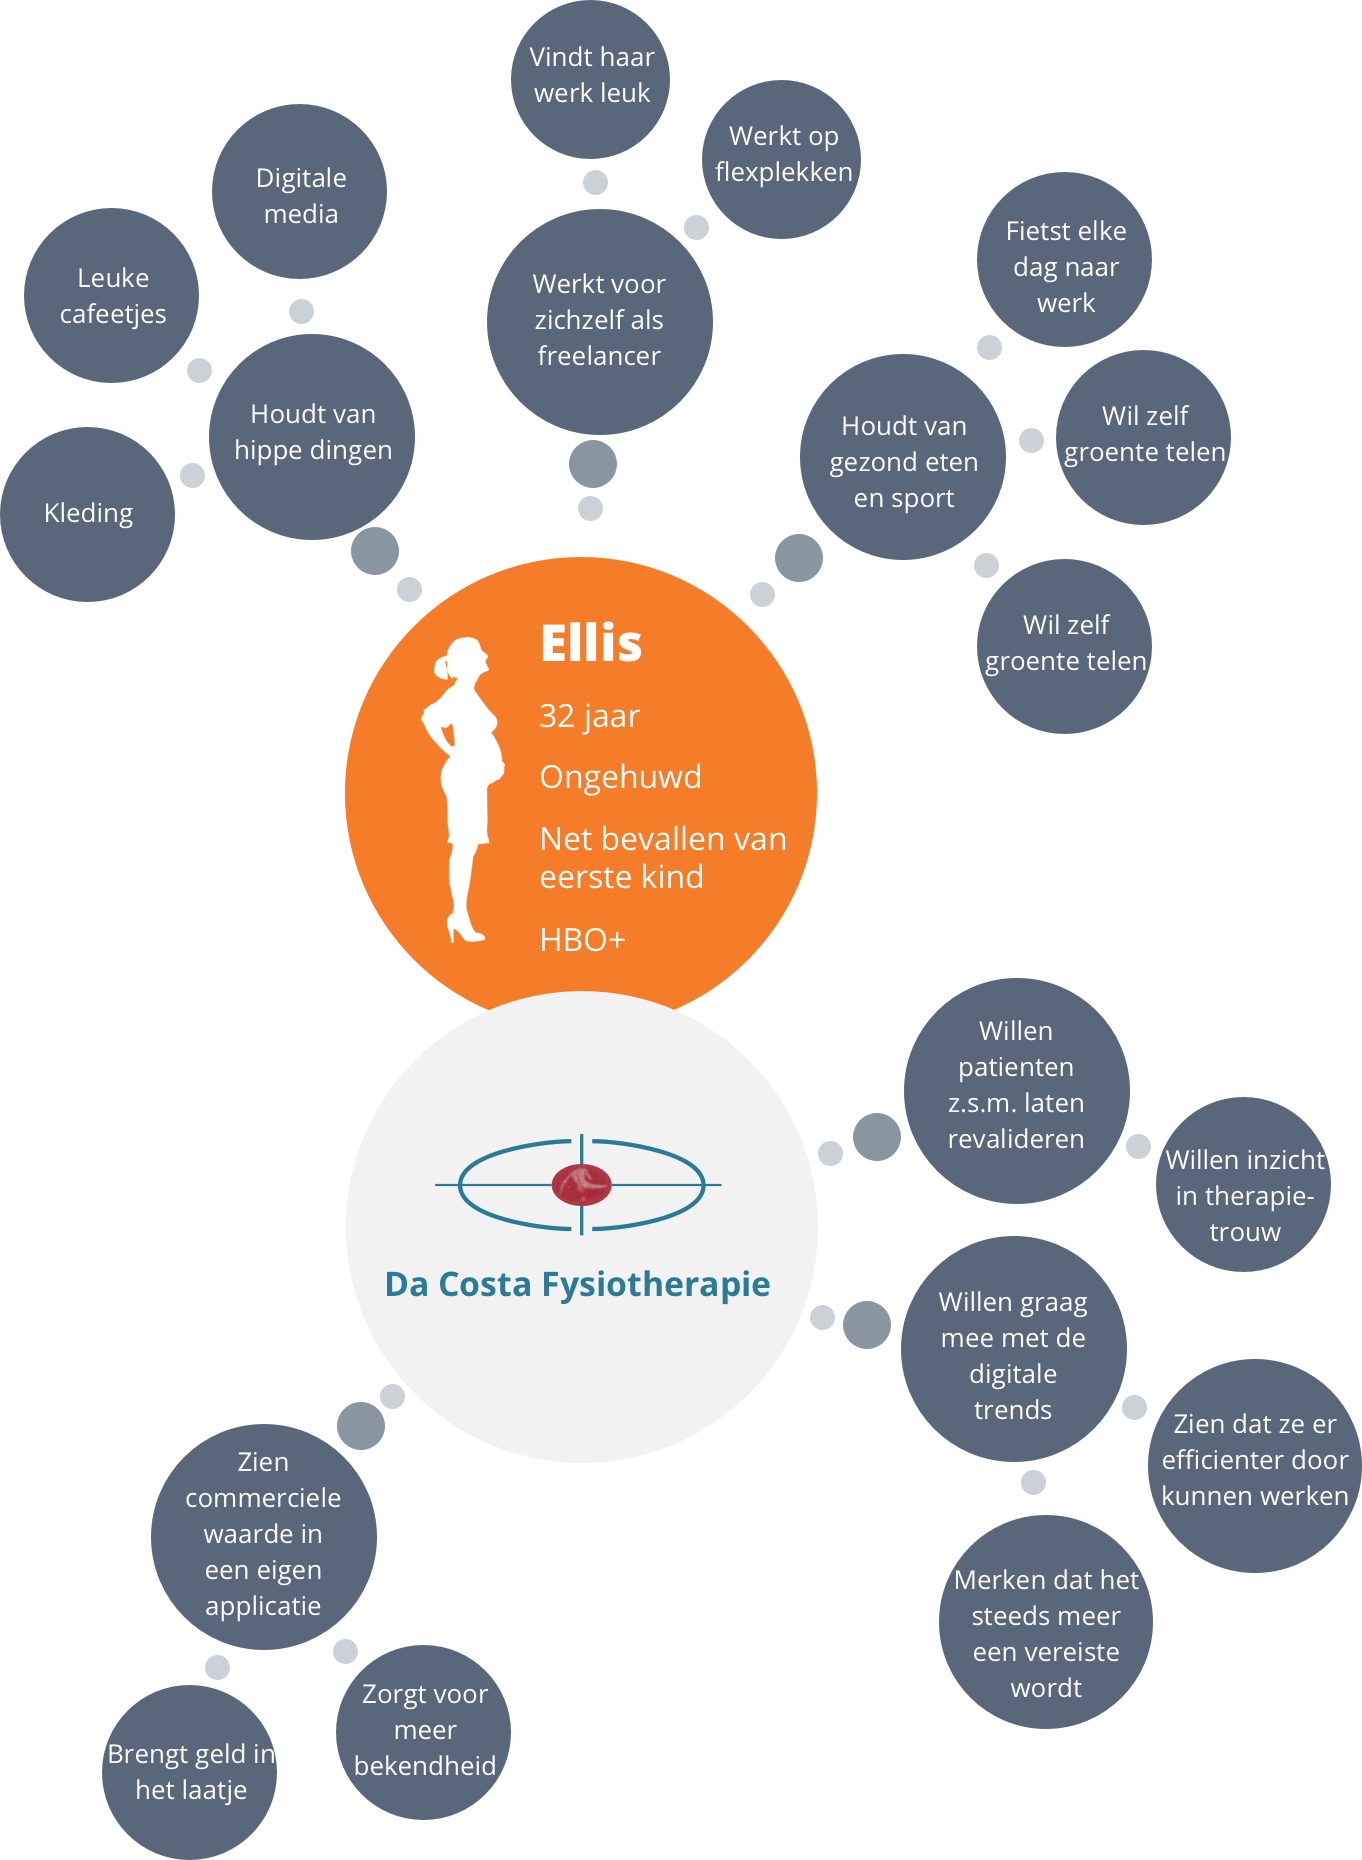 Vindt haar
werk leuk
Werkt op
flexplekken
Digitale
media
Leuke
cafeetjes
Fietst elke
dag naar
werk
Werkt voor
zichzelf als
freelancer
Houdt van
hippe dingen
Houdt van
gezond eten
en sport
Wil zelf
groente telen
Kleding
Wil zelf
groente telen
Ellis
32 jaar
Ongehuwd
Net bevallen van
eerste kind
HBO+
Willen
patienten
z.s.m. laten
revalideren
Willen inzicht
in therapie-
trouw
Da Costa Fysiotherapie
Willen graag
mee met de
digitale
trends
Zien dat ze er
efficienter door
kunnen werken
Merken dat het
steeds meer
een vereiste
wordt
Zien
commerciele
waarde in
een eigen
applicatie
Zorgt voor
meer
bekendheid
Brengt geld in
het laatje